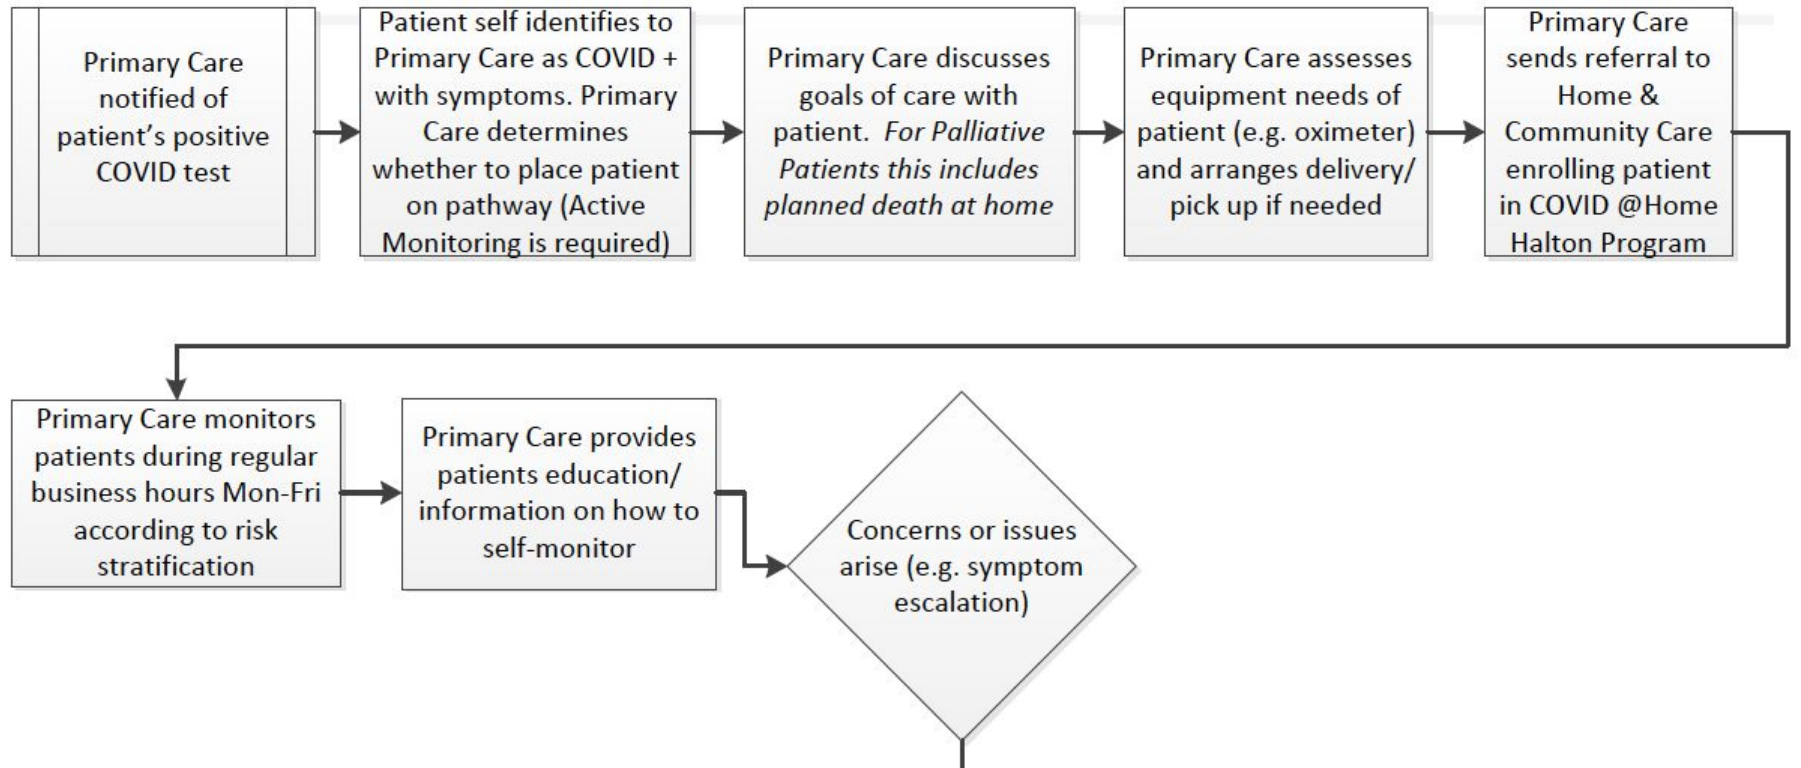 Primary Care
notified of
patient’s positive
COVID test
Patient self identifies to
Primary Care as COVID +
with symptoms. Primary
Care determines
whether to place patient
on pathway (Active
Monitoring is required)
Primary Care discusses
goals of care with
patient. For Palliative
Patients this includes
planned death at home
Primary Care assesses
equipment needs of
patient (e.g. oximeter)
and arranges delivery/
pick up if needed
Primary Care
sends referral to
Home &
Community Care
enrolling patient
in COVID @Home
Halton Program
Primary Care monitors
patients during regular
business hours Mon-Fri
according to risk
stratification
Primary Care provides
patients education/
information on how to
self-monitor
Concerns or issues
arise (e.g. symptom
escalation)